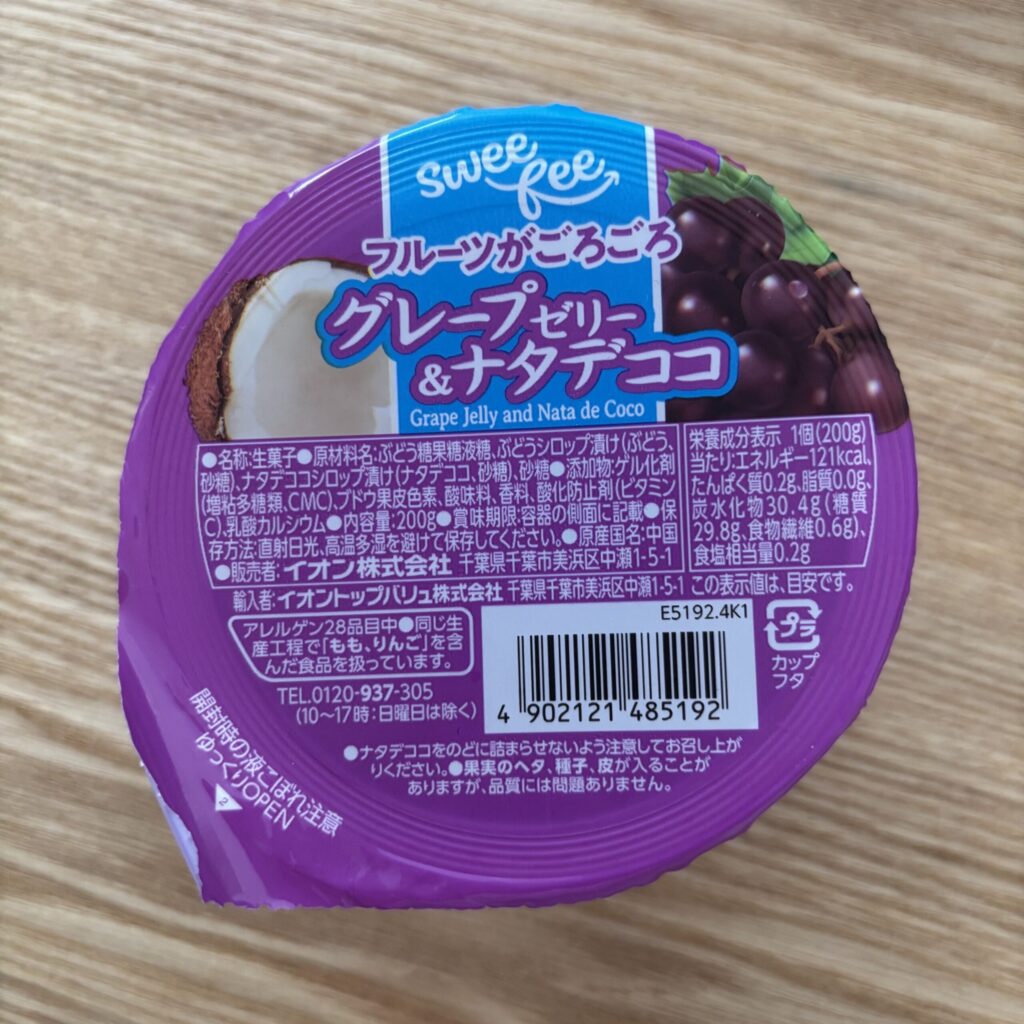 sweefee
フルーツがごろごろ
グレープゼリー
&ナタデココ
Grape Jelly and Nata de Coco
●名称:生菓子●原材料名:ぶどう糖果糖液糖、ぶどうシロップ漬け(ぶどう、
砂糖)、ナタデココシロップ漬け(ナタデココ、砂糖)、砂糖●添加物:ゲル化剤
(増粘多糖類、CMC)、ブドウ果皮色素、酸味料、香料、酸化防止剤(ビタミン
C)、乳酸カルシウム●内容量:200g●賞味期限:容器の側面に記載●保
存方法:直射日光、高温多湿を避けて保存してください。●原産国名:中国
●販売者:イオン株式会社 千葉県千葉市美浜区中瀬1-5-1
輸入者:イオントップバリュ株式会社 千葉県千葉市美浜区中瀬1-5-1
栄養成分表示 1個(200g)
当たり:エネルギー121kcal、
たんぱく質0.2g、脂質0.0g、
炭水化物30.4g(糖質
29.8g、食物繊維0.6g)、
食塩相当量0.2g
この表示値は、目安です。
アレルゲン28品目中●同じ生
産工程で「もも、りんご」を含
んだ食品を扱っています。
TEL.0120-937-305
(10〜17時:日曜日は除く)
E5192.4K1
4 902121 485192
プラ
カップ
フタ
●ナタデココをのどに詰まらせないよう注意してお召し上が
りください。●果実のヘタ、種子、皮が入ることが
ありますが、品質には問題ありません。
開封時の液こぼれ注意
ゆっくりOPEN
2